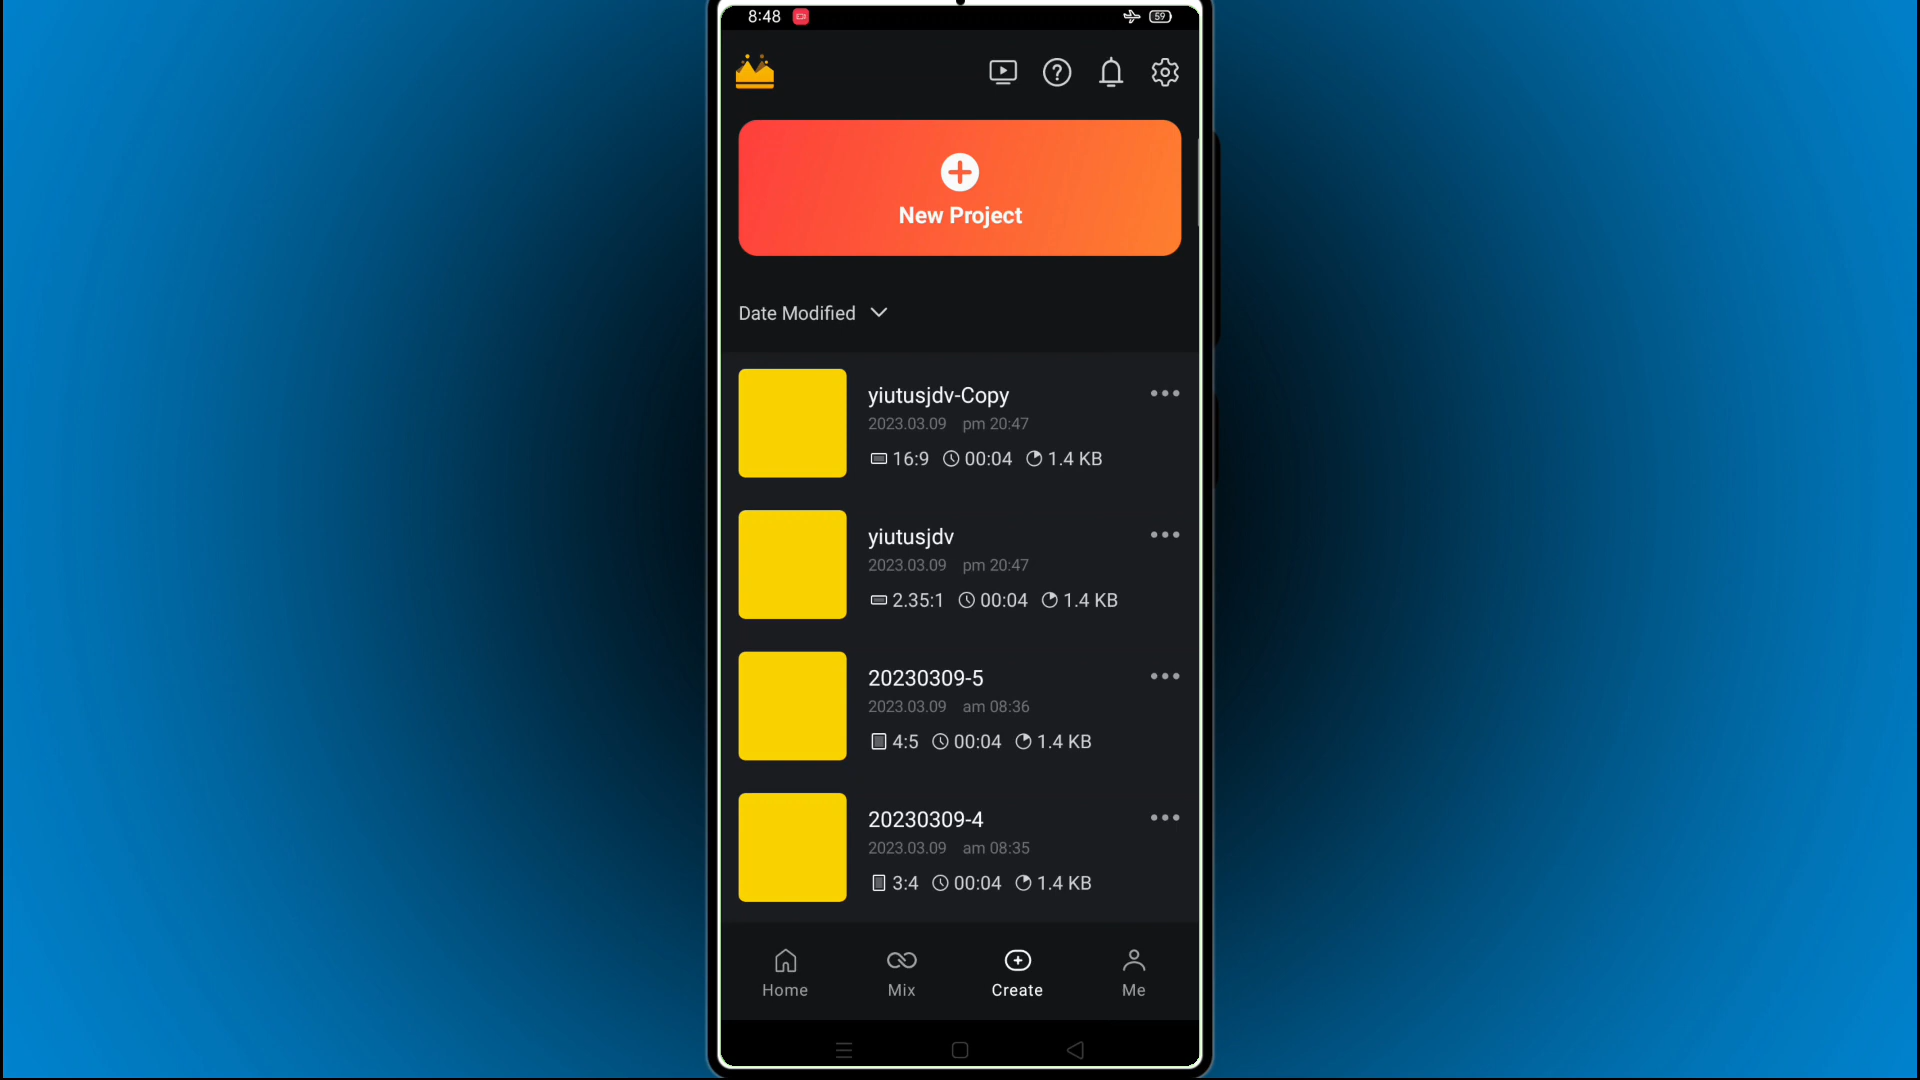 8:48
59
New Project
Date Modified
yiutusjdv-Copy
2023.03.09 pm 20:47
16:9 00:04 1.4 KB
yiutusjdv
2023.03.09 pm 20:47
2.35:1 00:04 1.4 KB
20230309-5
2023.03.09 am 08:36
4:5 00:04 1.4 KB
20230309-4
2023.03.09 am 08:35
3:4 00:04 1.4 KB
Home Mix Create Me